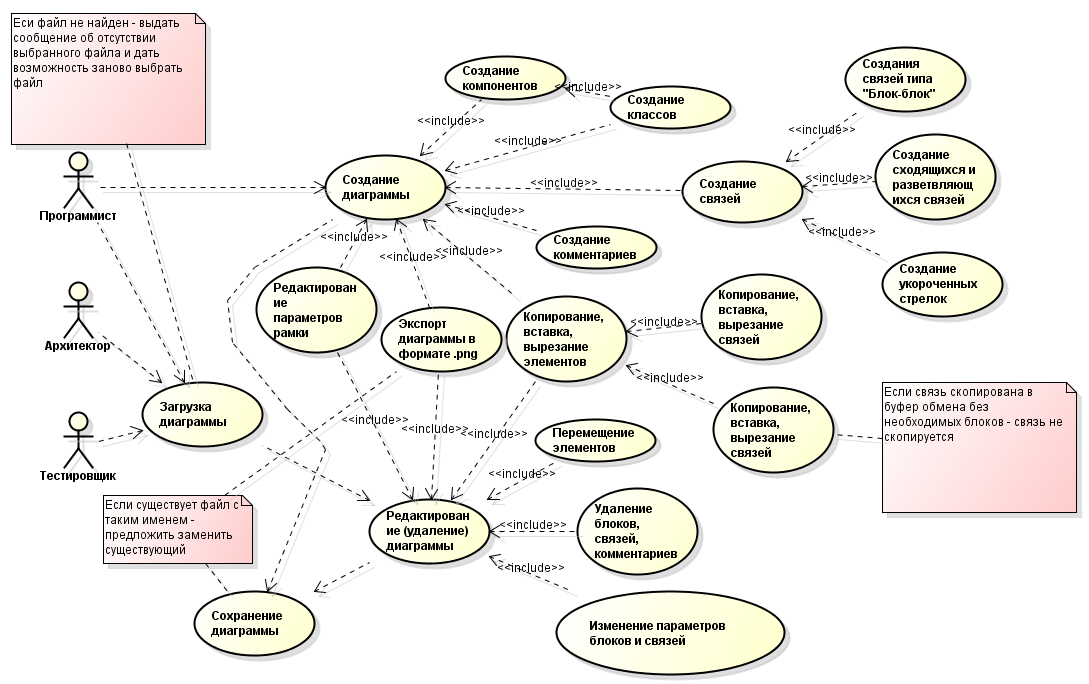 Еси файл не найден - выдать
сообщение об отсутствии
выбранного файла и дать
возможность заново выбрать
файл
Программист
Архитектор
Тестировщик
Загрузка
диаграммы
Создание
диаграммы
Создание
компонентов
<<include>>
Создание
классов
<<include>>
<<include>>
<<include>>
Создание
связей
Создания
связей типа
"Блок-блок"
<<include>>
Создание
сходящихся и
разветвляющ
ихся связей
<<include>>
Создание
укороченных
стрелок
<<include>>
Создание
комментариев
<<include>>
<<include>>
<<include>>
<<include>>
Редактирован
ие
параметров
рамки
Экспорт
диаграммы в
формате .png
Копирование,
вставка,
вырезание
элементов
Копирование,
вставка,
вырезание
связей
<<include>>
Копирование,
вставка,
вырезание
связей
<<include>>
Если связь скопирована в
буфер обмена без
необходимых блоков - связь не
скопируется
<<include>>
<<include>>
<<include>>
Перемещение
элементов
<<include>>
Если существует файл с
таким именем -
предложить заменить
существующий
Редактирован
ие (удаление)
диаграммы
Удаление
блоков,
связей,
комментариев
<<include>>
<<include>>
Изменение параметров
блоков и связей
Сохранение
диаграммы